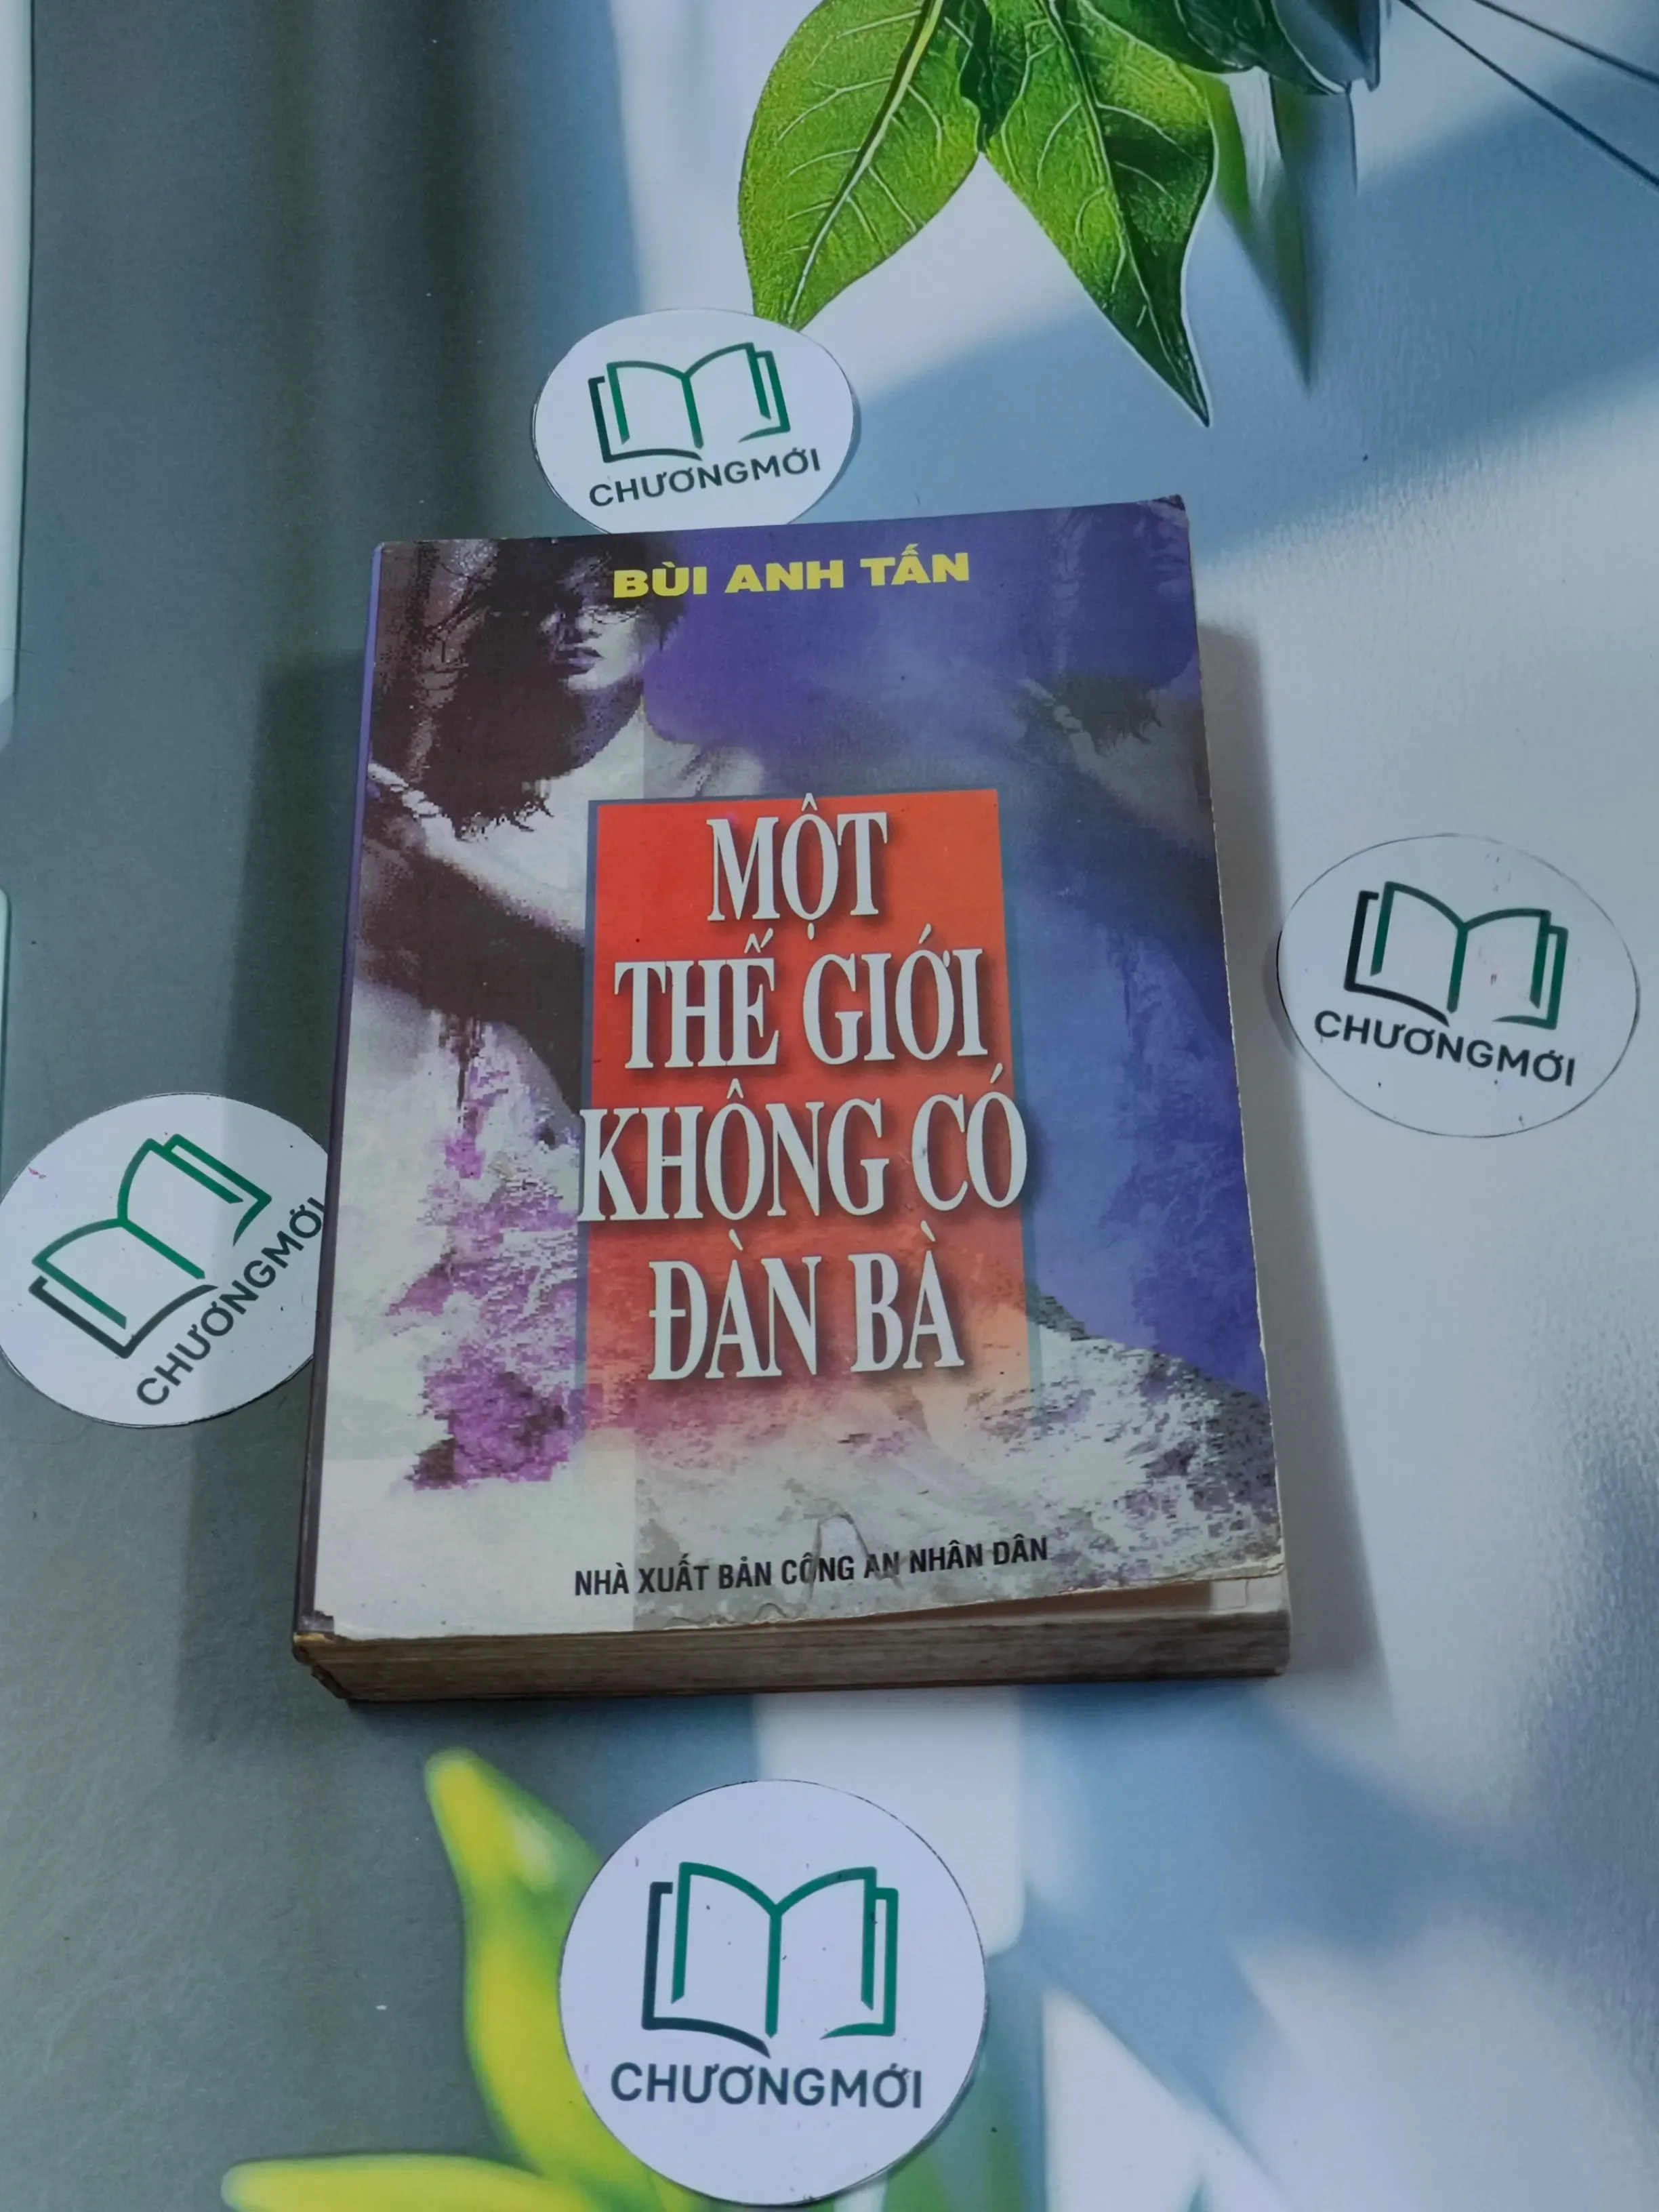 CHƯƠNGMỚI
BÙI ANH TẤN
MỘT
THẾ GIỚI
KHÔNG CÓ
ĐÀN BÀ
NHÀ XUẤT BẢN CÔNG AN NHÂN DÂN
CHƯƠNGMỚI
CHƯƠNGMỚI
CHƯƠNGMỚI